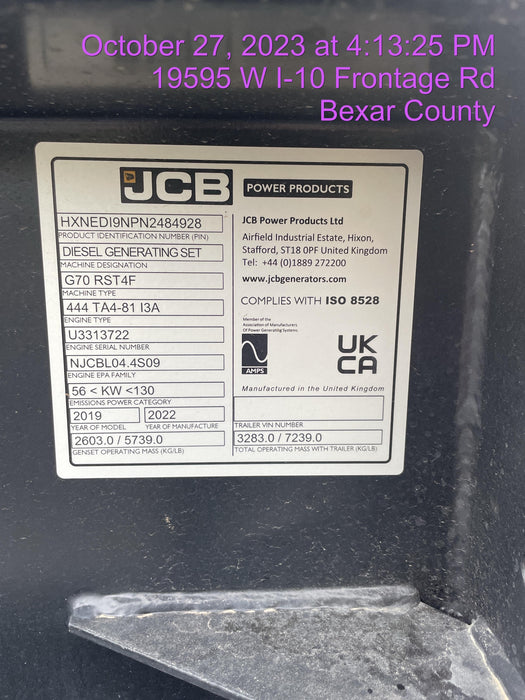 October 27, 2023 at 4:13:25 PM
19595 W I-10 Frontage Rd
Bexar County
JCB POWER PRODUCTS
HXNEDI9NPN2484928
PRODUCT IDENTIFICATION NUMBER (PIN)
DIESEL GENERATING SET
MACHINE DESIGNATION
G70 RST4F
MACHINE TYPE
444 TA4-81 I3A
ENGINE TYPE
U3313722
ENGINE SERIAL NUMBER
NJCBL04.4S09
ENGINE EPA FAMILY
56 < KW <130
EMISSIONS POWER CATEGORY
2019 2022
YEAR OF MODEL YEAR OF MANUFACTURE
2603.0 / 5739.0
GENSET OPERATING MASS (KG/LB)
JCB Power Products Ltd
Airfield Industrial Estate, Hixon,
Stafford, ST18 0PF United Kingdom
Tel: +44 (0)1889 272200
www.jcbgenerators.com
COMPLIES WITH ISO 8528
Member of the
Association of Manufacturers
Of Power Generating Systems
AMPS
UK
CA
Manufactured in the United Kingdom
TRAILER VIN NUMBER
3283.0 / 7239.0
TOTAL OPERATING MASS WITH TRAILER (KG/LB)